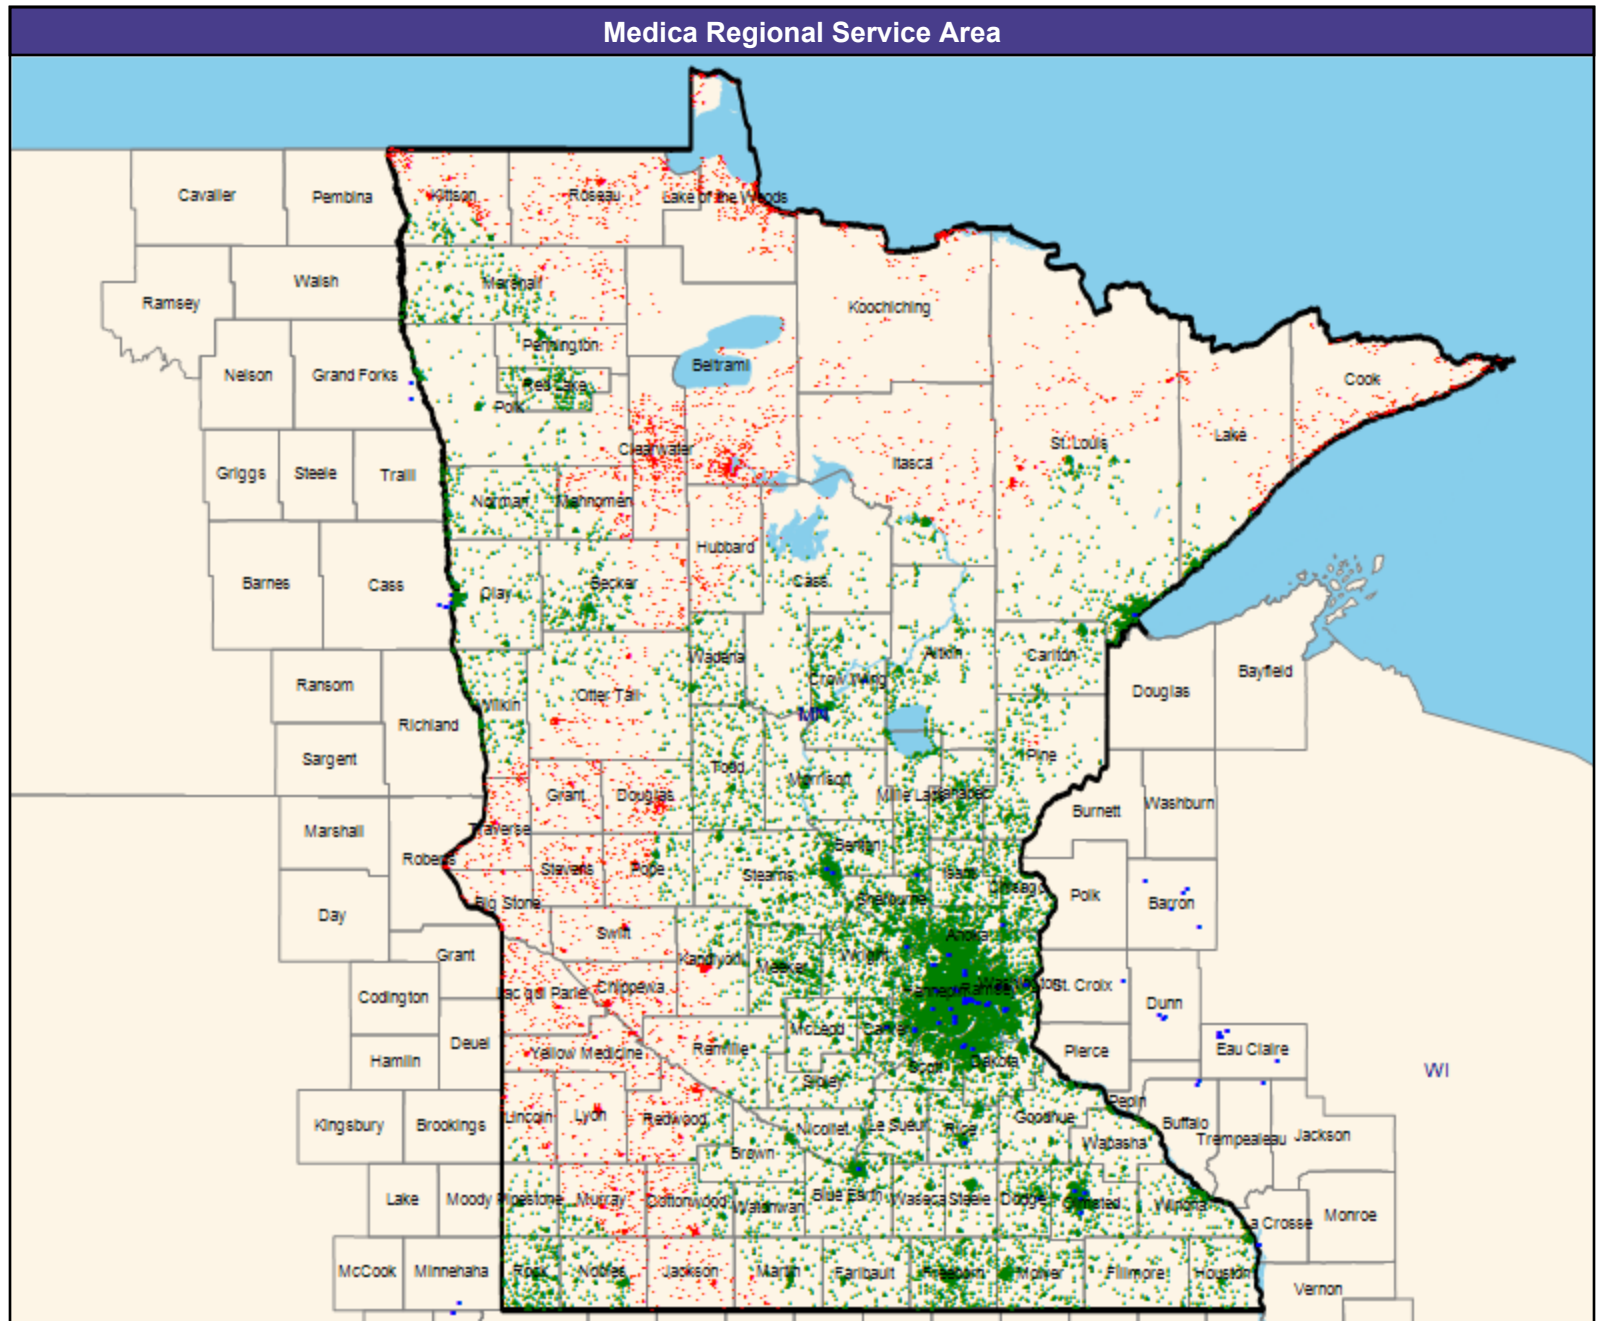 Medica Regional Service Area
Cavalier
Pembina
Kittson
Roseau
Lake of the Woods
Ramsey
Walsh
Marshall
Koochiching
Nelson
Grand Forks
Pennington
Red Lake
Polk
Beltrami
Cook
Griggs
Steele
Traill
Clearwater
Itasca
St. Louis
Lake
Norman
Mahnomen
Barnes
Cass
Clay
Becker
Hubbard
Cass
Ransom
Richland
Wilkin
Otter Tail
Wadena
Crow Wing
MN
Aitkin
Carlton
Douglas
Bayfield
Sargent
Grant
Douglas
Todd
Morrison
Mille Lacs
Kanabec
Pine
Burnett
Washburn
Marshall
Roberts
Traverse
Stevens
Pope
Stearns
Benton
Isanti
Chisago
Polk
Barron
Day
Big Stone
Swift
Sherburne
Anoka
Grant
Codington
Lac qui Parle
Chippewa
Kandiyohi
Meeker
Wright
Hennepin
Ramsey
Washington
St. Croix
Dunn
Hamlin
Deuel
Yellow Medicine
Renville
McLeod
Carver
Scott
Dakota
Pierce
Eau Claire
WI
Kingsbury
Brookings
Lincoln
Lyon
Redwood
Sibley
Nicollet
Le Sueur
Rice
Goodhue
Pepin
Wabasha
Buffalo
Trempealeau
Jackson
Lake
Moody
Pipestone
Murray
Cottonwood
Brown
Watonwan
Blue Earth
Waseca
Steele
Dodge
Olmsted
Winona
La Crosse
Monroe
McCook
Minnehaha
Rock
Nobles
Jackson
Martin
Faribault
Freeborn
Mower
Fillmore
Houston
Vernon